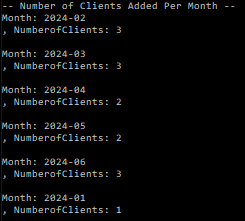 -- Number of Clients Added Per Month --
Month: 2024-02
, NumberofClients: 3
Month: 2024-03
, NumberofClients: 3
Month: 2024-04
, NumberofClients: 2
Month: 2024-05
, NumberofClients: 2
Month: 2024-06
, NumberofClients: 3
Month: 2024-01
, NumberofClients: 1